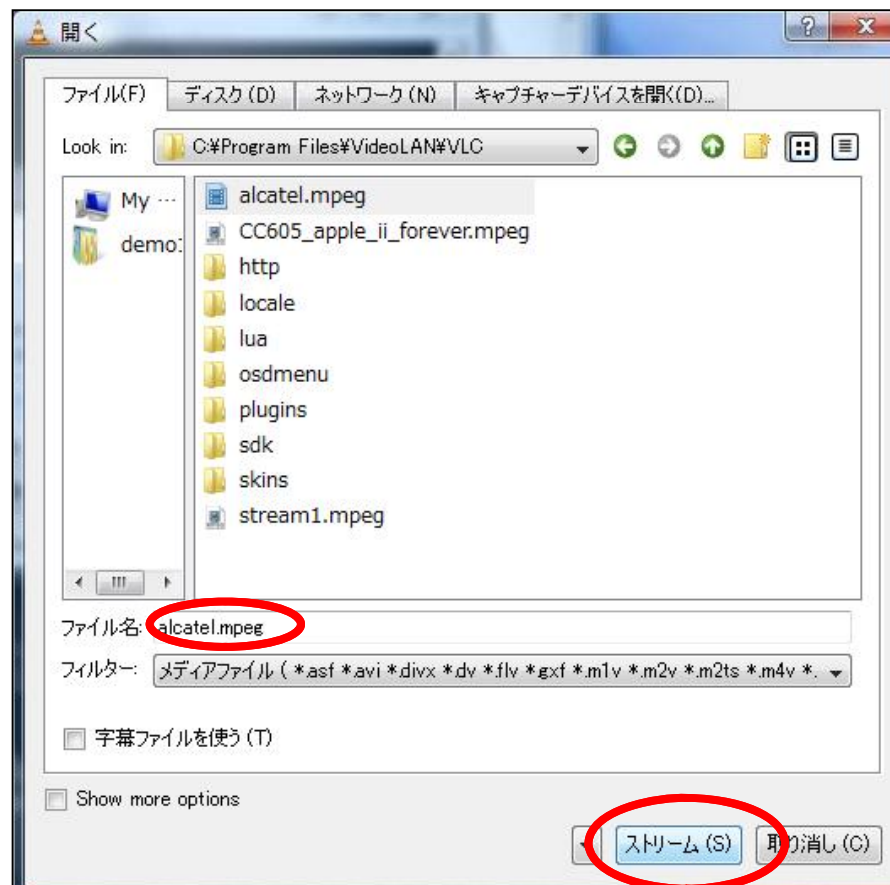 開く
ファイル(F) ディスク(D) ネットワーク(N) キャプチャーデバイスを開く(D)...
Look in: C:¥Program Files¥VideoLAN¥VLC
My ...
demo
alcatel.mpeg
CC605_apple_ii_forever.mpeg
http
locale
lua
osdmenu
plugins
sdk
skins
stream1.mpeg
ファイル名: alcatel.mpeg
フィルター: メディアファイル ( *.asf *.avi *.divx *.dv *.flv *.gxf *.m1v *.m2v *.m2ts *.m4v *.
字幕ファイルを使う(T)
Show more options
ストリーム(S) 取り消し(C)